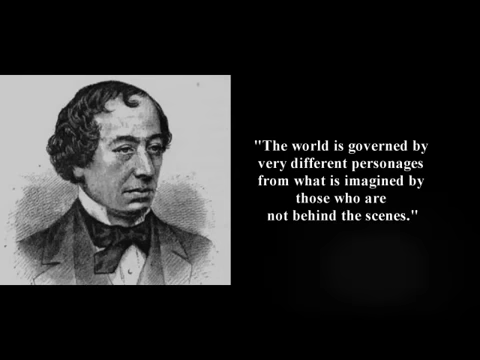 "The world is governed by
very different personages
from what is imagined by
those who are
not behind the scenes."